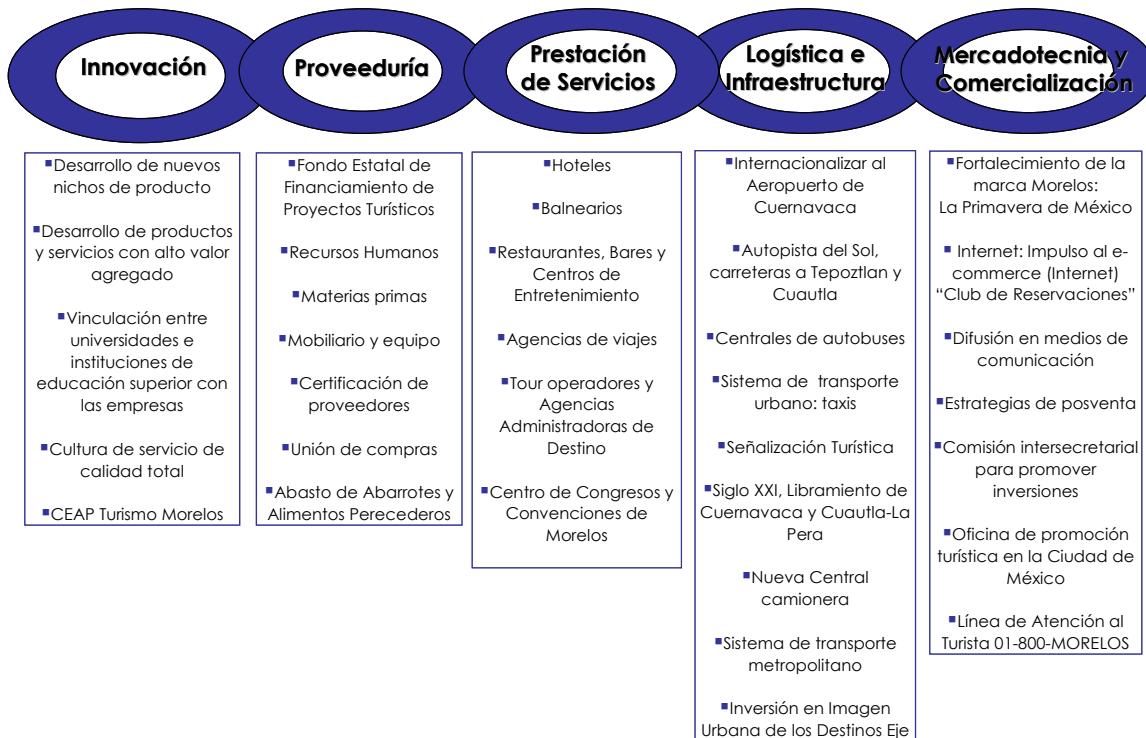 Innovación
Proveeduría
Prestación
de Servicios
Logística e
Infraestructura
Mercadotecnia y
Comercialización
▪Desarrollo de nuevos
nichos de producto
▪Desarrollo de productos
y servicios con alto valor
agregado
▪Vinculación entre
universidades e
instituciones de
educación superior con
las empresas
▪Cultura de servicio de
calidad total
▪CEAP Turismo Morelos
▪Fondo Estatal de
Financiamiento de
Proyectos Turísticos
▪Recursos Humanos
▪Materias primas
▪Mobiliario y equipo
▪Certificación de
proveedores
▪Unión de compras
▪Abasto de Abarrotes y
Alimentos Perecederos
▪Hoteles
▪Balnearios
▪Restaurantes, Bares y
Centros de
Entretenimiento
▪Agencias de viajes
▪Tour operadores y
Agencias
Administradoras de
Destino
▪Centro de Congresos y
Convenciones de
Morelos
▪Internacionalizar al
Aeropuerto de
Cuernavaca
▪Autopista del Sol,
carreteras a Tepoztlan y
Cuautla
▪Centrales de autobuses
▪Sistema de transporte
urbano: taxis
▪Señalización Turística
▪Siglo XXI, Libramiento de
Cuernavaca y Cuautla-La
Pera
▪Nueva Central
camionera
▪Sistema de transporte
metropolitano
▪Inversión en Imagen
Urbana de los Destinos Eje
▪Fortalecimiento de la
marca Morelos:
La Primavera de México
▪Internet: Impulso al e-
commerce (Internet)
“Club de Reservaciones”
▪Difusión en medios de
comunicación
▪Estrategias de posventa
▪Comisión intersecretarial
para promover
inversiones
▪Oficina de promoción
turística en la Ciudad de
México
▪Línea de Atención al
Turista 01-800-MORELOS